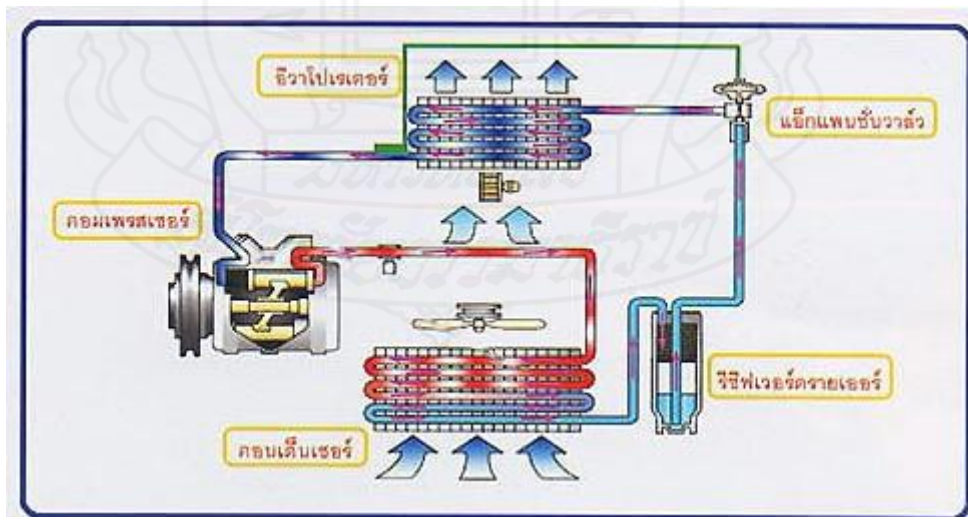 อีวาโปเรเตอร์
แอ็กแพนชั่นวาล์ว
คอมเพรสเซอร์
รีซีฟเวอร์ดรายเออร์
คอนเด็นเซอร์